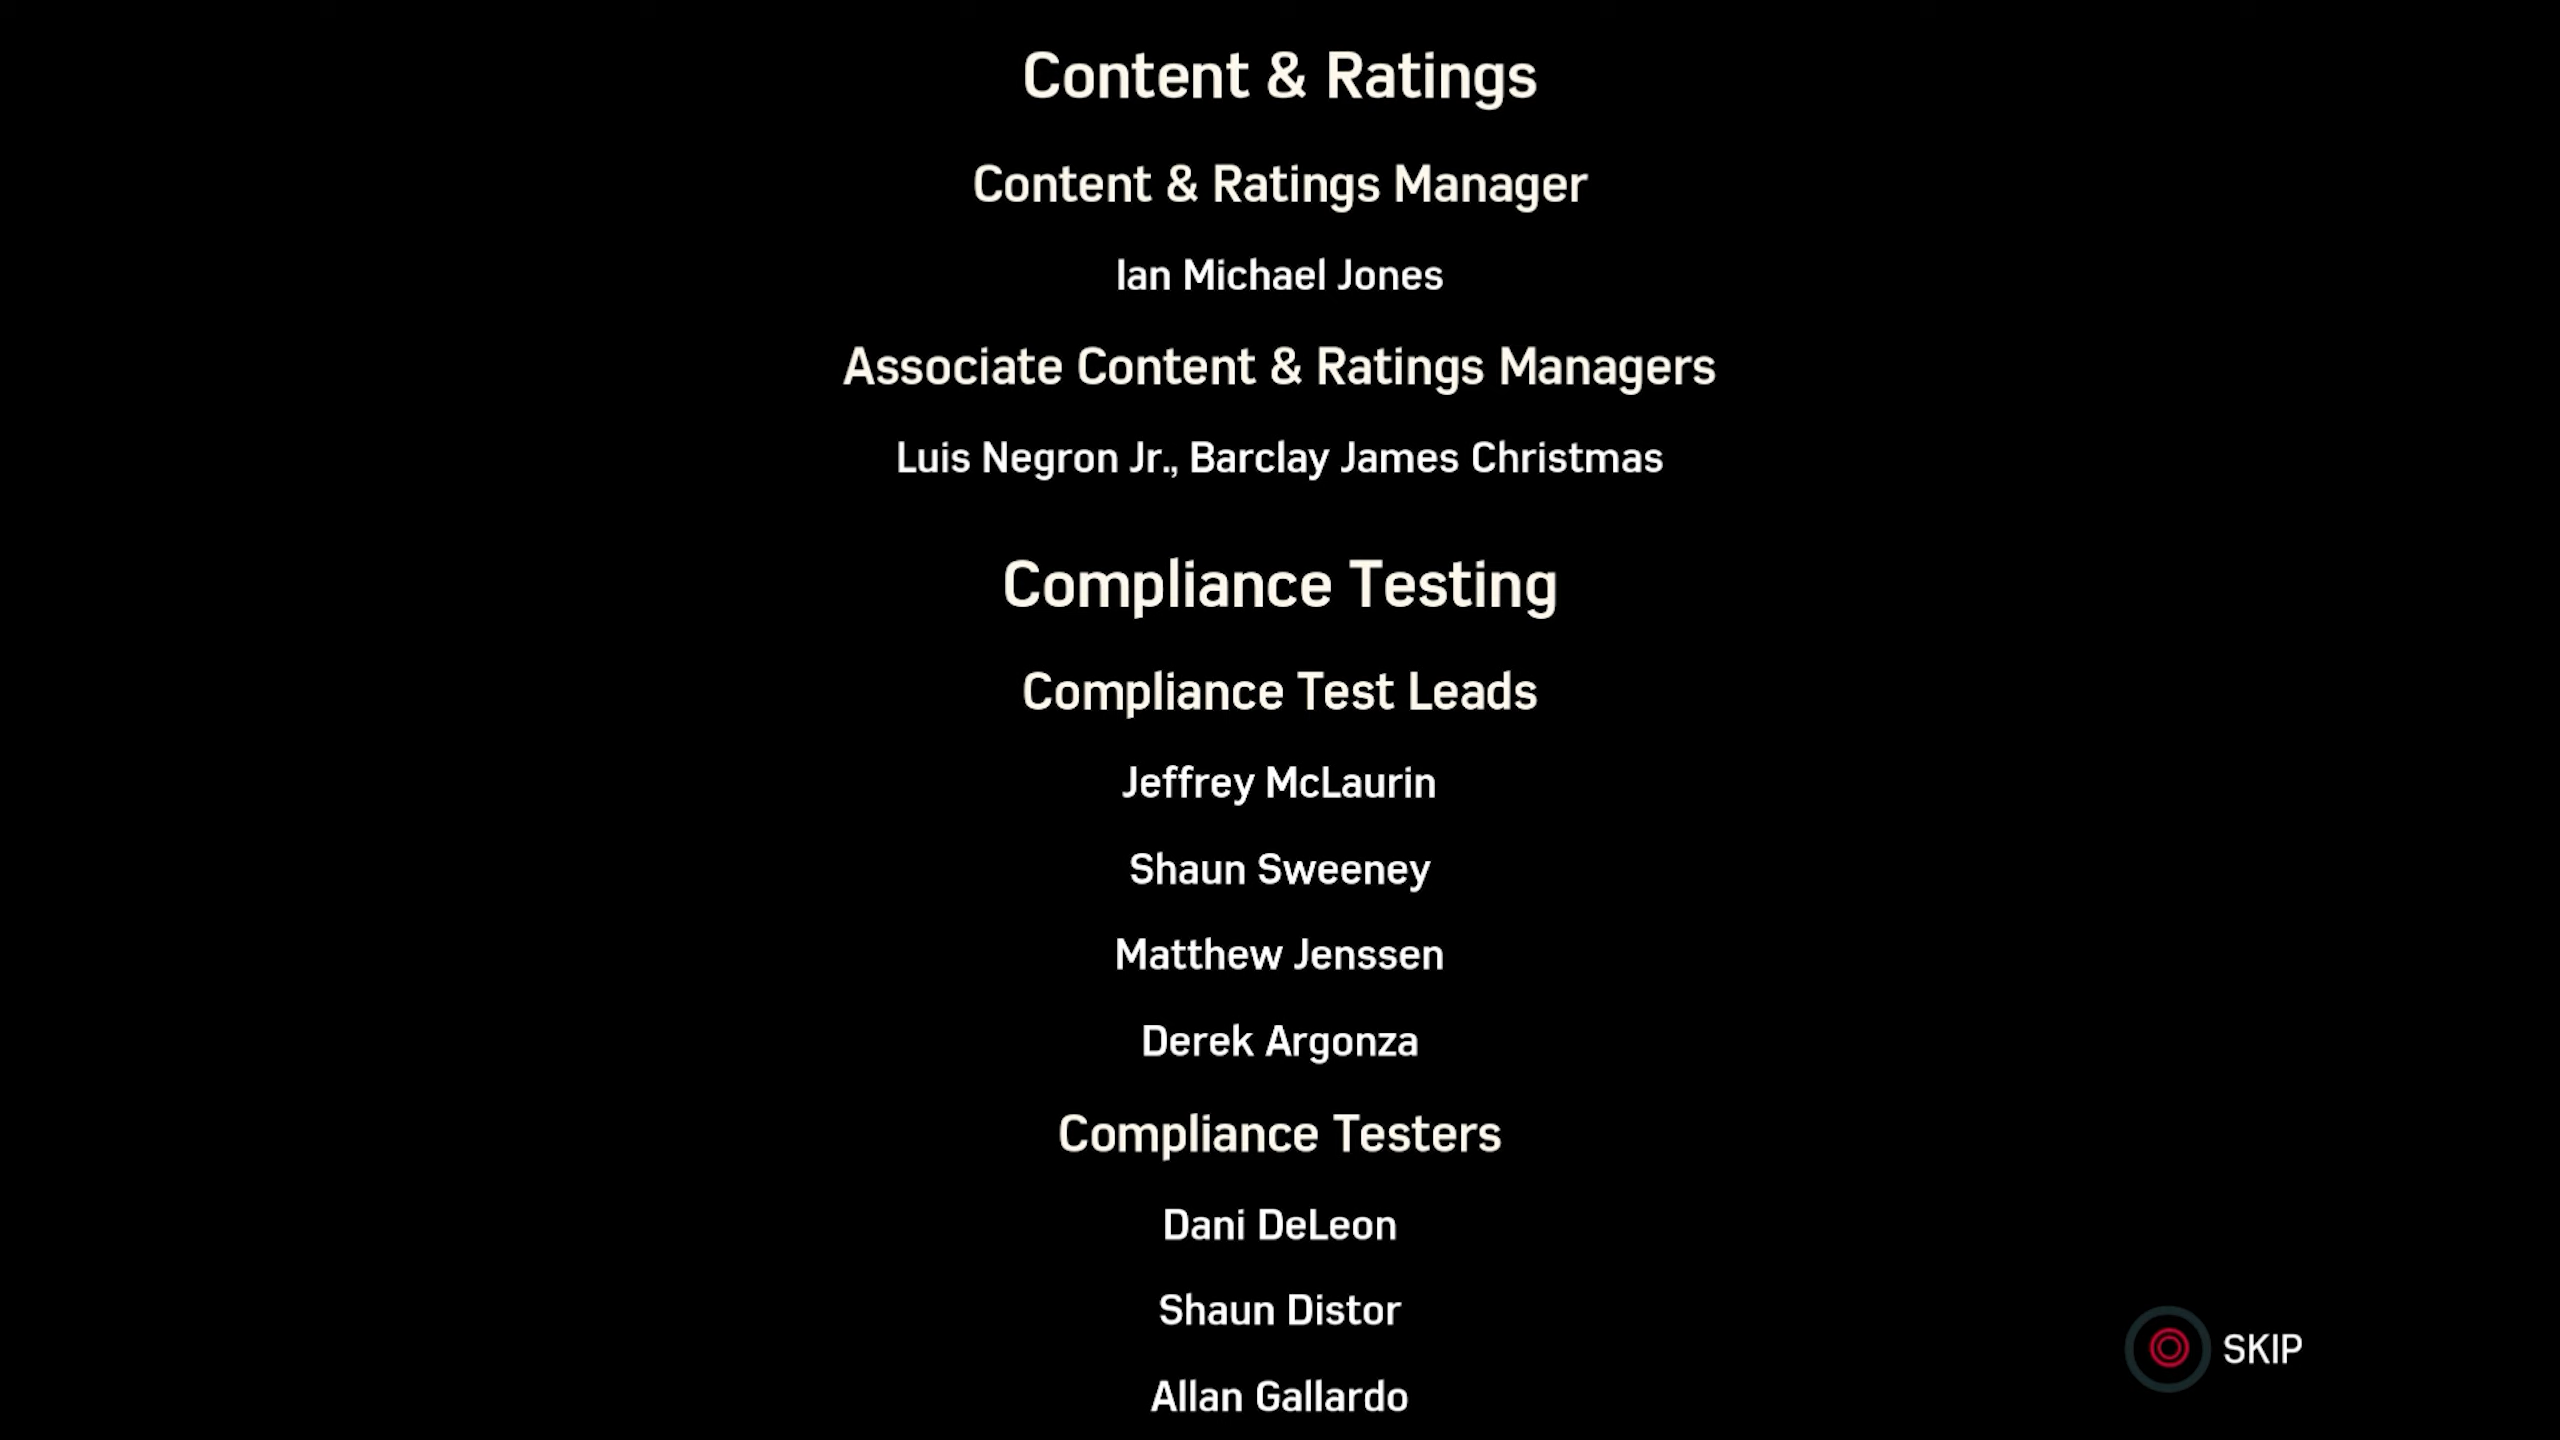 Content & Ratings
Content & Ratings Manager
Ian Michael Jones
Associate Content & Ratings Managers
Luis Negron Jr., Barclay James Christmas
Compliance Testing
Compliance Test Leads
Jeffrey McLaurin
Shaun Sweeney
Matthew Jenssen
Derek Argonza
Compliance Testers
Dani DeLeon
Shaun Distor
SKIP
Allan Gallardo